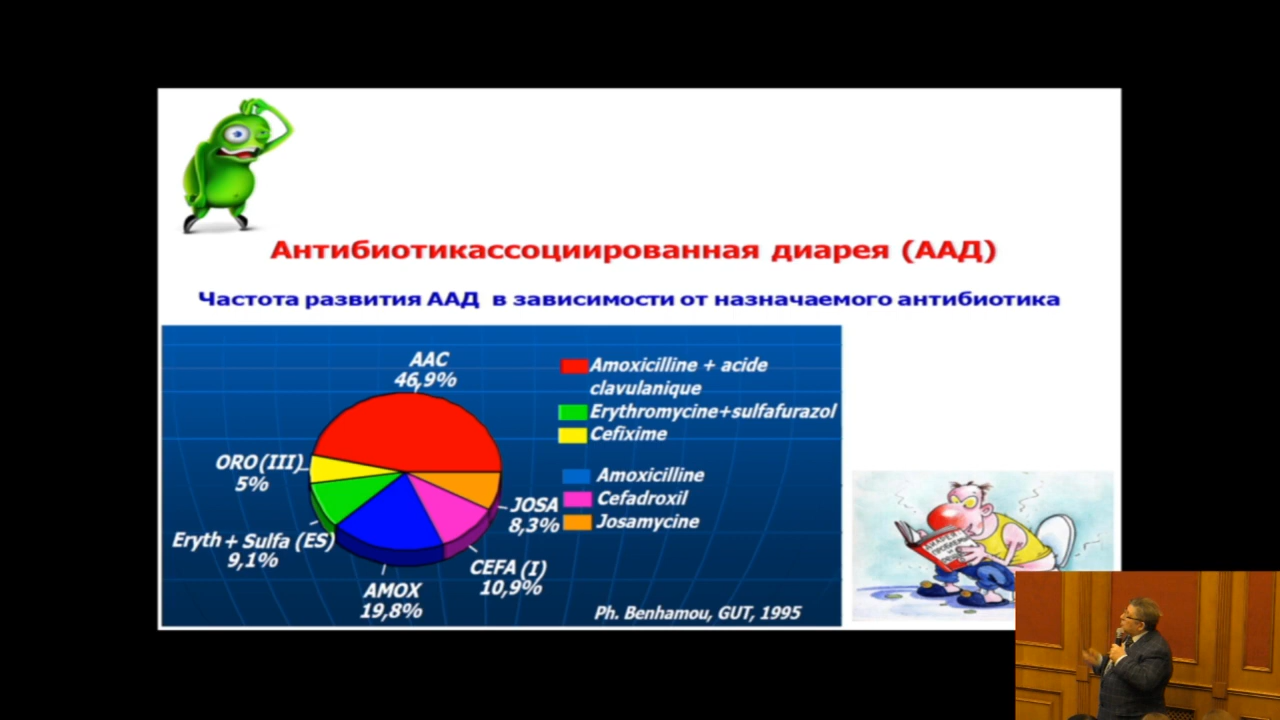 Антибиотикассоциированная диарея (ААД)
Частота развития ААД в зависимости от назначаемого антибиотика
AAC
46,9%
ORO (III)
5%
Eryth + Sulfa (ES)
9,1%
AMOX
19,8%
CEFA (I)
10,9%
JOSA
8,3%
Amoxicilline + acide
clavulanique
Erythromycine+sulfafurazol
Cefixime
Amoxicilline
Cefadroxil
Josamycine
Ph. Benhamou, GUT, 1995
ДИАРЕЯ